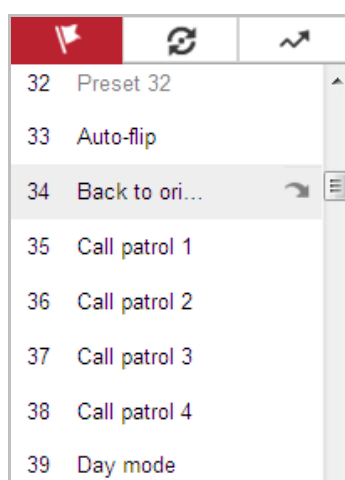 32 Preset 32
33 Auto-flip
34 Back to ori...
35 Call patrol 1
36 Call patrol 2
37 Call patrol 3
38 Call patrol 4
39 Day mode